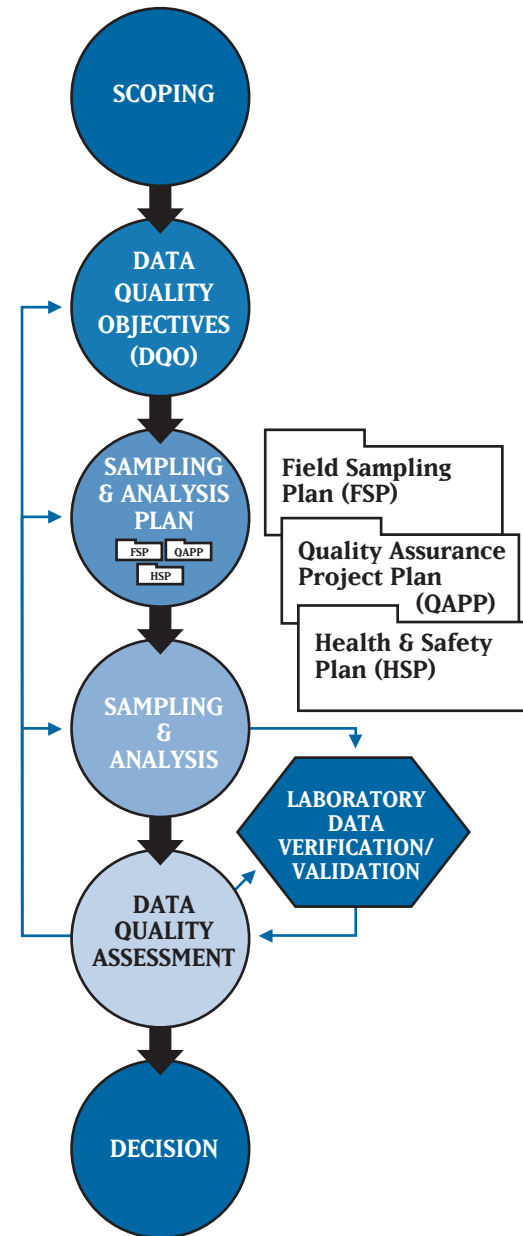 SCOPING
DATA
QUALITY
OBJECTIVES
(DQO)
SAMPLING
& ANALYSIS
PLAN
FSP
QAPP
HSP
Field Sampling
Plan (FSP)
Quality Assurance
Project Plan
(QAPP)
Health & Safety
Plan (HSP)
SAMPLING
&
ANALYSIS
LABORATORY
DATA
VERIFICATION/
VALIDATION
DATA
QUALITY
ASSESSMENT
DECISION